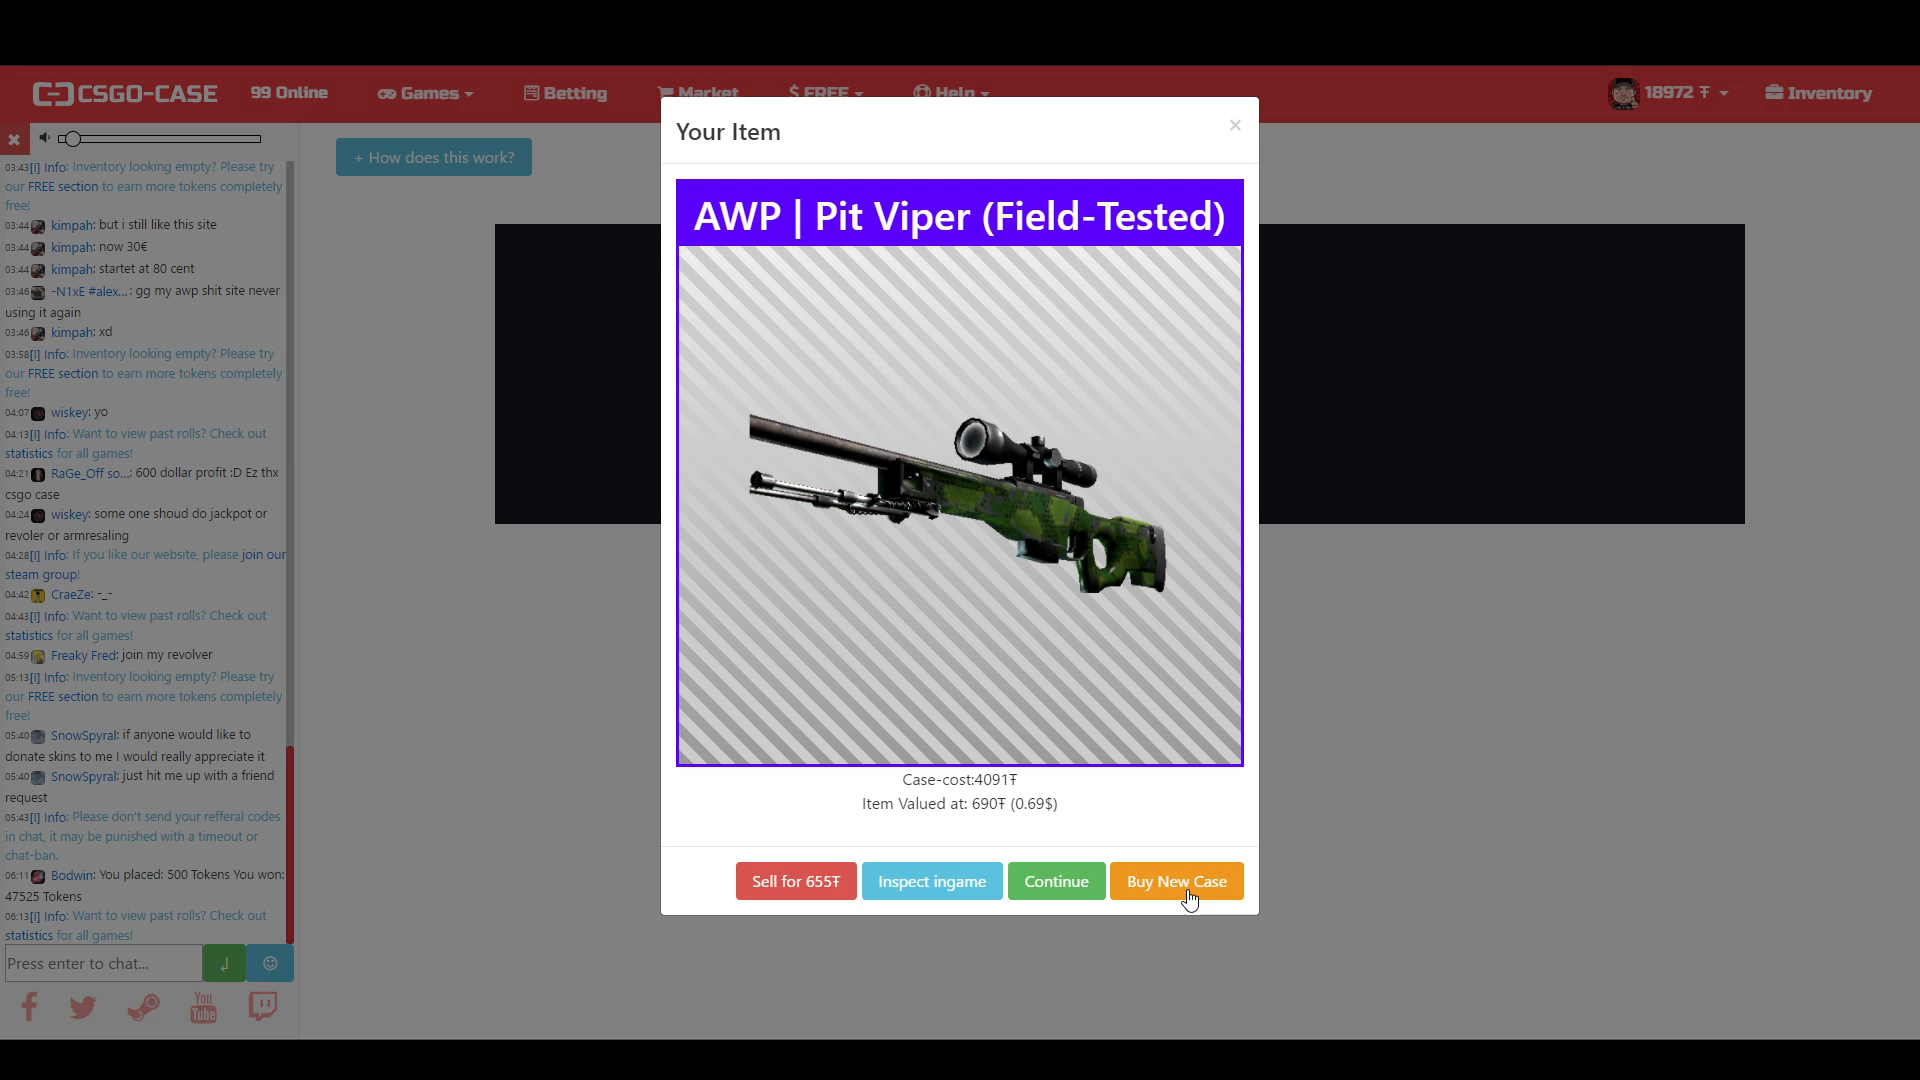 CSGO-CASE
99 Online
Games
Betting
Market
$ FREE
Help
18972 Ŧ
Inventory
+ How does this work?
03:43[I] Info: Inventory looking empty? Please try
our FREE section to earn more tokens completely
free!
03:44 kimpah: but i still like this site
03:44 kimpah: now 30€
03:44 kimpah: startet at 80 cent
03:46 -N1xE #alex...: gg my awp shit site never
using it again
03:46 kimpah: xd
03:58[I] Info: Inventory looking empty? Please try
our FREE section to earn more tokens completely
free!
04:07 wiskey: yo
04:13[I] Info: Want to view past rolls? Check out
statistics for all games!
04:21 RaGe_Off so...: 600 dollar profit :D Ez thx
csgo case
04:24 wiskey: some one shoud do jackpot or
revoler or armresaling
04:28[I] Info: If you like our website, please join our
steam group!
04:42 CraeZe: -_-
04:43[I] Info: Want to view past rolls? Check out
statistics for all games!
04:59 Freaky Fred: join my revolver
05:13[I] Info: Inventory looking empty? Please try
our FREE section to earn more tokens completely
free!
05:40 SnowSpyral: if anyone would like to
donate skins to me I would really appreciate it
05:40 SnowSpyral: just hit me up with a friend
request
05:43[I] Info: Please don't send your refferal codes
in chat, it may be punished with a timeout or
chat-ban.
06:11 Bodwin: You placed: 500 Tokens You won:
47525 Tokens
06:13[I] Info: Want to view past rolls? Check out
statistics for all games!
Press enter to chat...
You
Tube
Your Item
×
AWP | Pit Viper (Field-Tested)
Case-cost:4091Ŧ
Item Valued at: 690Ŧ (0.69$)
Sell for 655Ŧ
Inspect ingame
Continue
Buy New Case